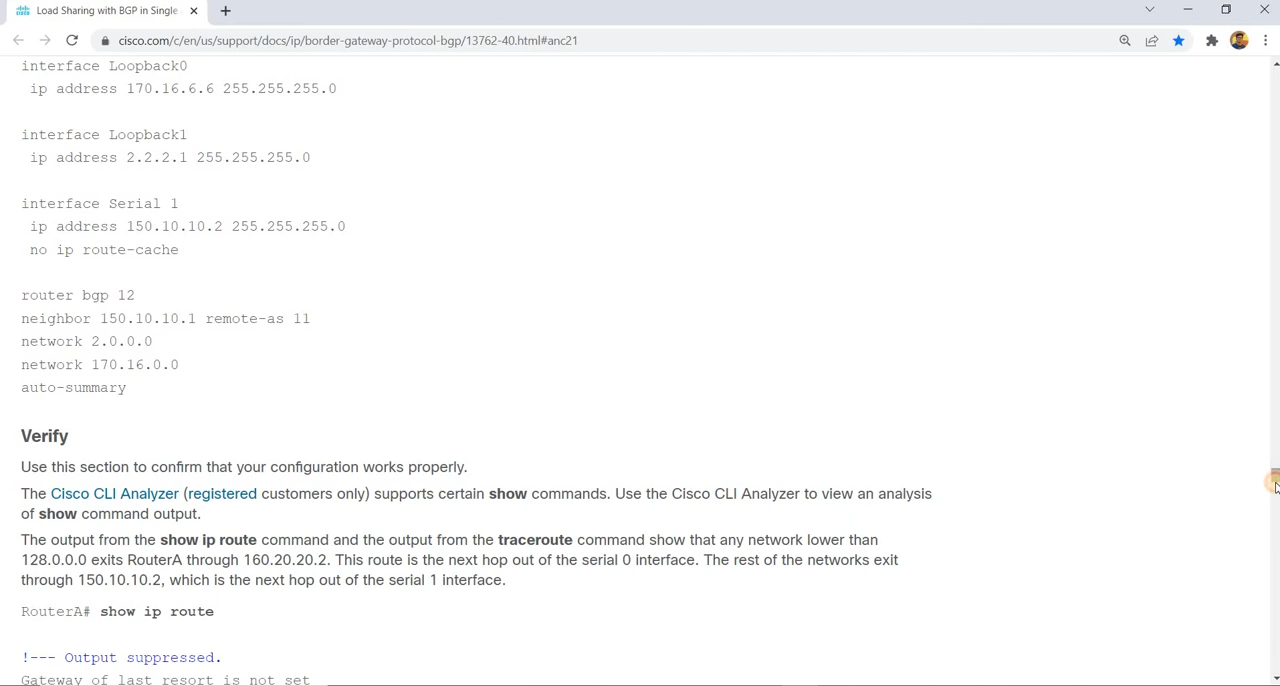 Load Sharing with BGP in Single
cisco.com/c/en/us/support/docs/ip/border-gateway-protocol-bgp/13762-40.html#anc21
interface Loopback0
ip address 170.16.6.6 255.255.255.0
interface Loopback1
ip address 2.2.2.1 255.255.255.0
interface Serial 1
ip address 150.10.10.2 255.255.255.0
no ip route-cache
router bgp 12
neighbor 150.10.10.1 remote-as 11
network 2.0.0.0
network 170.16.0.0
auto-summary
Verify
Use this section to confirm that your configuration works properly.
The Cisco CLI Analyzer (registered customers only) supports certain show commands. Use the Cisco CLI Analyzer to view an analysis
of show command output.
The output from the show ip route command and the output from the traceroute command show that any network lower than
128.0.0.0 exits RouterA through 160.20.20.2. This route is the next hop out of the serial 0 interface. The rest of the networks exit
through 150.10.10.2, which is the next hop out of the serial 1 interface.
RouterA# show ip route
!--- Output suppressed.
Gateway of last resort is not set